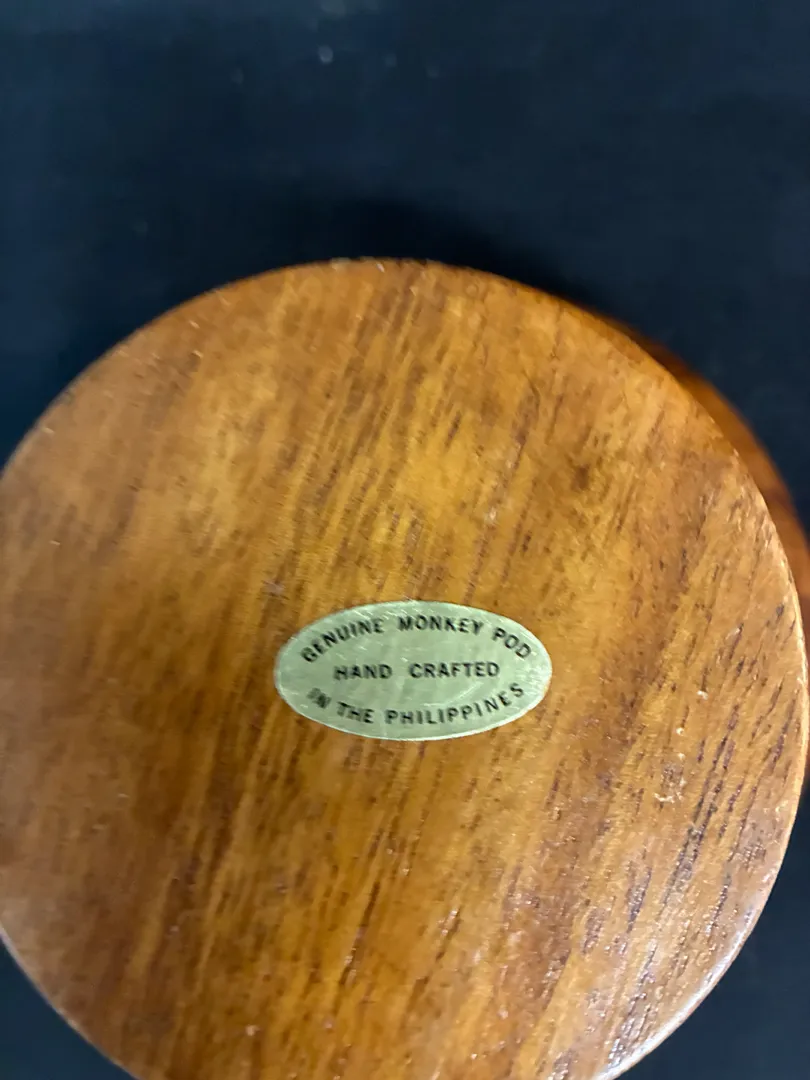 GENUINE MONKEY POD
HAND CRAFTED
IN THE PHILIPPINES